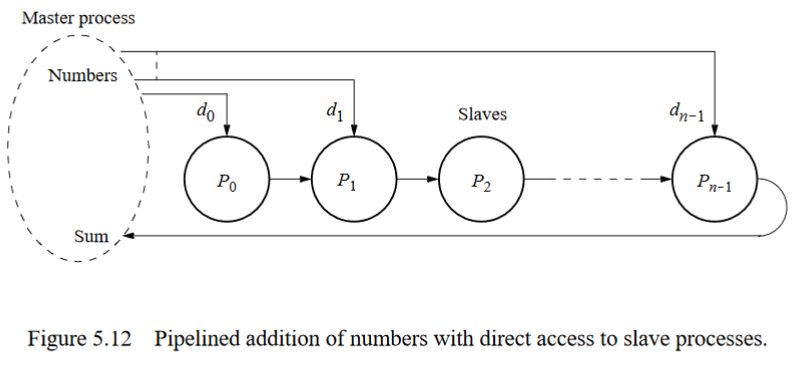 Master process
Numbers
d0
d1
Slaves
dn−1
P0
P1
P2
Pn−1
Sum
Figure 5.12 Pipelined addition of numbers with direct access to slave processes.